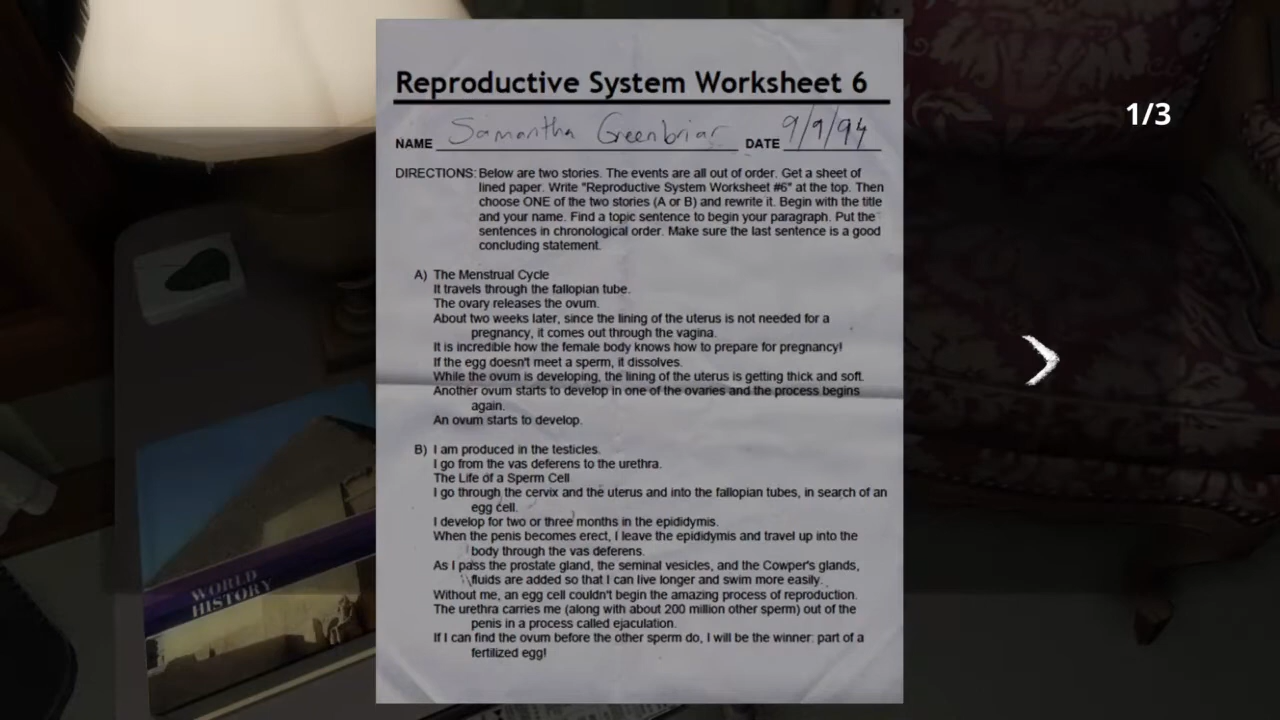 Reproductive System Worksheet 6
1/3
NAME Samantha Greenbriar DATE 9/9/94
DIRECTIONS: Below are two stories. The events are all out of order. Get a sheet of
lined paper. Write "Reproductive System Worksheet #6" at the top. Then
choose ONE of the two stories (A or B) and rewrite it. Begin with the title
and your name. Find a topic sentence to begin your paragraph. Put the
sentences in chronological order. Make sure the last sentence is a good
concluding statement.
A) The Menstrual Cycle
It travels through the fallopian tube.
The ovary releases the ovum.
About two weeks later, since the lining of the uterus is not needed for a
pregnancy, it comes out through the vagina.
It is incredible how the female body knows how to prepare for pregnancy!
If the egg doesn't meet a sperm, it dissolves.
While the ovum is developing, the lining of the uterus is getting thick and soft.
Another ovum starts to develop in one of the ovaries and the process begins
again.
An ovum starts to develop.
B) I am produced in the testicles.
I go from the vas deferens to the urethra.
The Life of a Sperm Cell
I go through the cervix and the uterus and into the fallopian tubes, in search of an
egg cell.
I develop for two or three months in the epididymis.
When the penis becomes erect, I leave the epididymis and travel up into the
body through the vas deferens.
As I pass the prostate gland, the seminal vesicles, and the Cowper's glands,
fluids are added so that I can live longer and swim more easily.
Without me, an egg cell couldn't begin the amazing process of reproduction.
The urethra carries me (along with about 200 million other sperm) out of the
penis in a process called ejaculation.
If I can find the ovum before the other sperm do, I will be the winner: part of a
fertilized egg!
WORLD
HISTORY